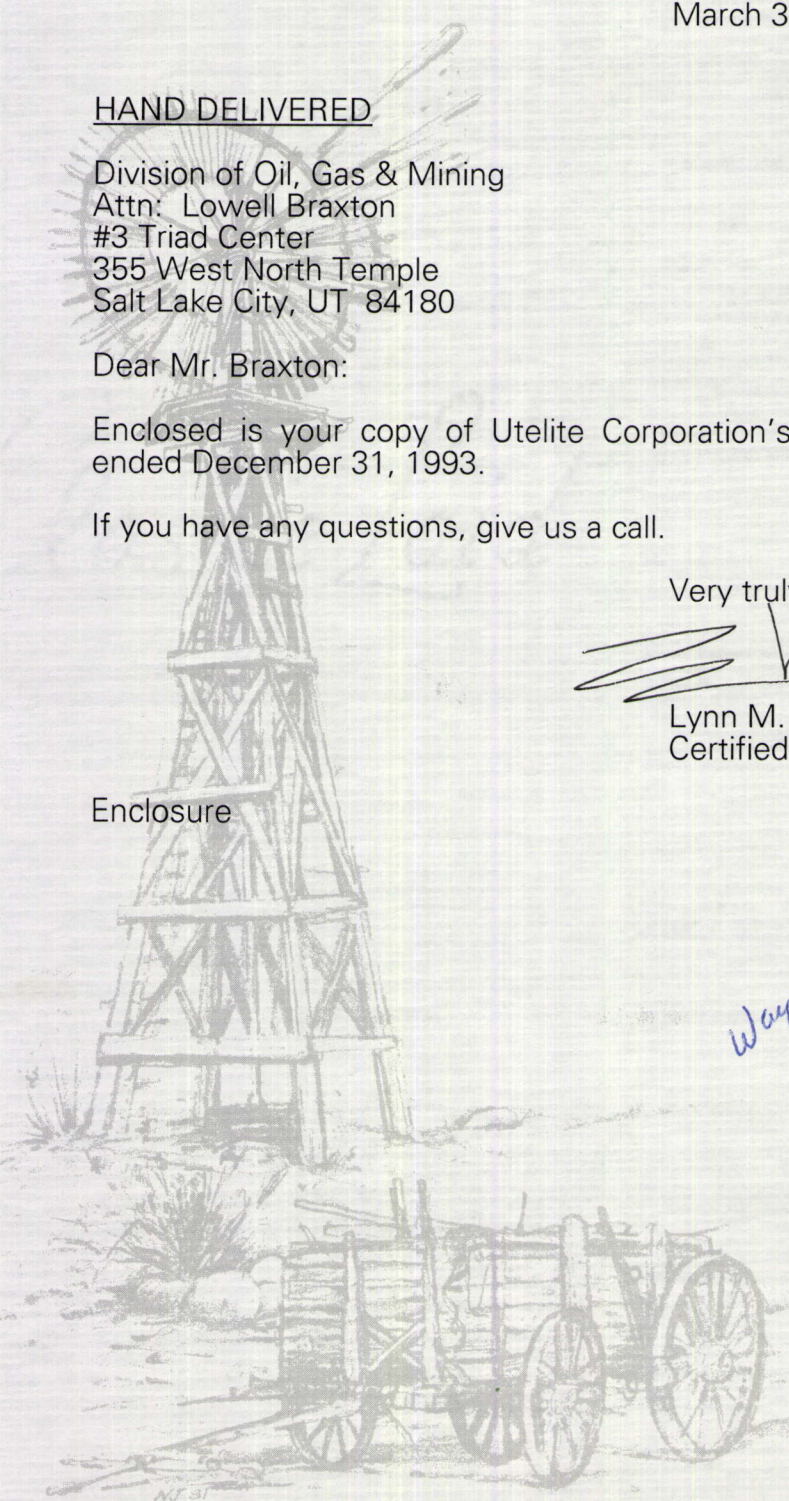 March 3
HAND DELIVERED
Division of Oil, Gas & Mining
Attn: Lowell Braxton
#3 Triad Center
355 West North Temple
Salt Lake City, UT 84180
Dear Mr. Braxton:
Enclosed is your copy of Utelite Corporation's
ended December 31, 1993.
If you have any questions, give us a call.
Very truly
Lynn M.
Certified
Enclosure